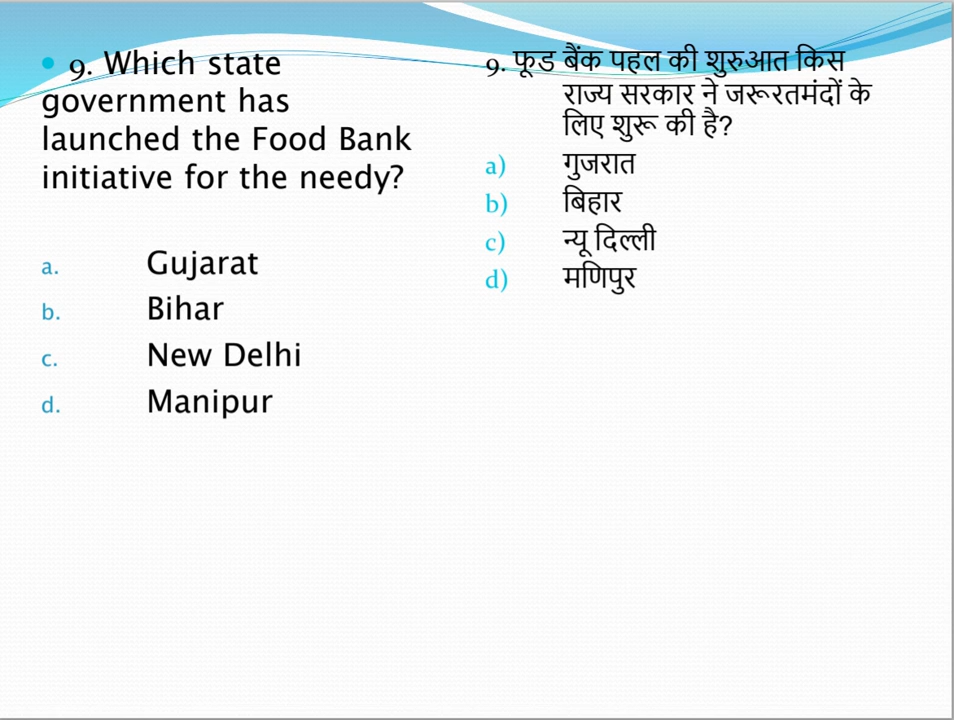 • 9. Which state
government has
launched the Food Bank
initiative for the needy?
a. Gujarat
b. Bihar
c. New Delhi
d. Manipur
9. फूड बैंक पहल की शुरुआत किस
राज्य सरकार ने जरूरतमंदों के
लिए शुरू की है?
a) गुजरात
b) बिहार
c) न्यू दिल्ली
d) मणिपुर